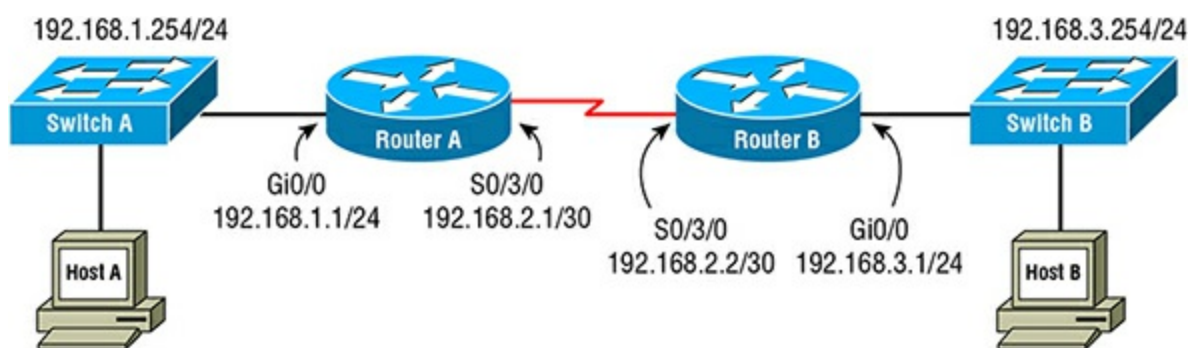 192.168.1.254/24
192.168.3.254/24
Switch A
Router A
Router B
Switch B
Gi0/0
192.168.1.1/24
S0/3/0
192.168.2.1/30
S0/3/0
192.168.2.2/30
Gi0/0
192.168.3.1/24
Host A
Host B